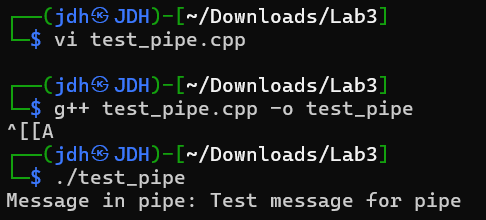 ┌──(jdh㉿JDH)-[~/Downloads/Lab3]
└─$ vi test_pipe.cpp
┌──(jdh㉿JDH)-[~/Downloads/Lab3]
└─$ g++ test_pipe.cpp -o test_pipe
^[[A
┌──(jdh㉿JDH)-[~/Downloads/Lab3]
└─$ ./test_pipe
Message in pipe: Test message for pipe